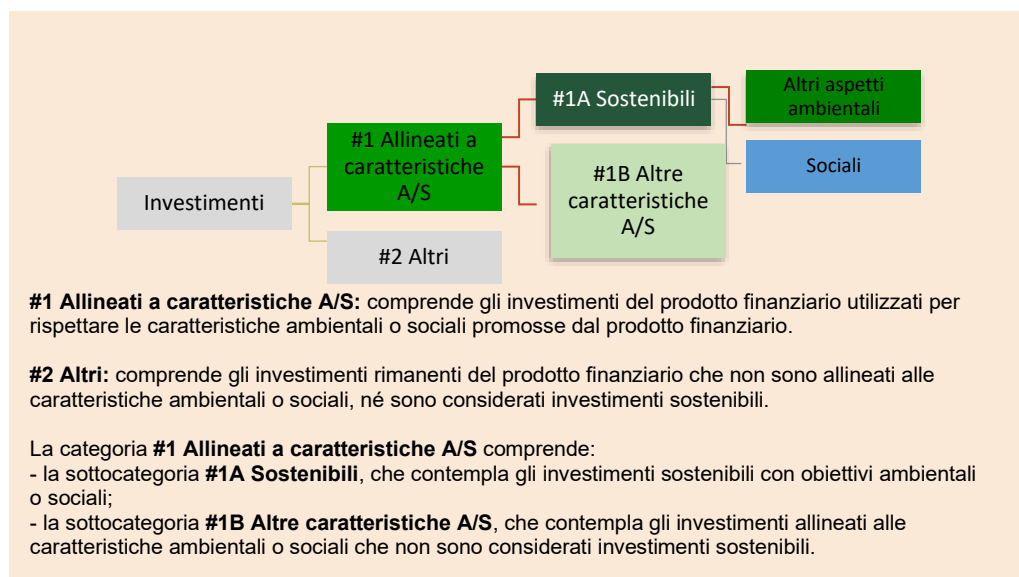 Investimenti
#1 Allineati a
caratteristiche
A/S
#2 Altri
#1A Sostenibili
#1B Altre
caratteristiche
A/S
Altri aspetti
ambientali
Sociali
#1 Allineati a caratteristiche A/S: comprende gli investimenti del prodotto finanziario utilizzati per
rispettare le caratteristiche ambientali o sociali promosse dal prodotto finanziario.
#2 Altri: comprende gli investimenti rimanenti del prodotto finanziario che non sono allineati alle
caratteristiche ambientali o sociali, né sono considerati investimenti sostenibili.
La categoria #1 Allineati a caratteristiche A/S comprende:
- la sottocategoria #1A Sostenibili, che contempla gli investimenti sostenibili con obiettivi ambientali
o sociali;
- la sottocategoria #1B Altre caratteristiche A/S, che contempla gli investimenti allineati alle
caratteristiche ambientali o sociali che non sono considerati investimenti sostenibili.